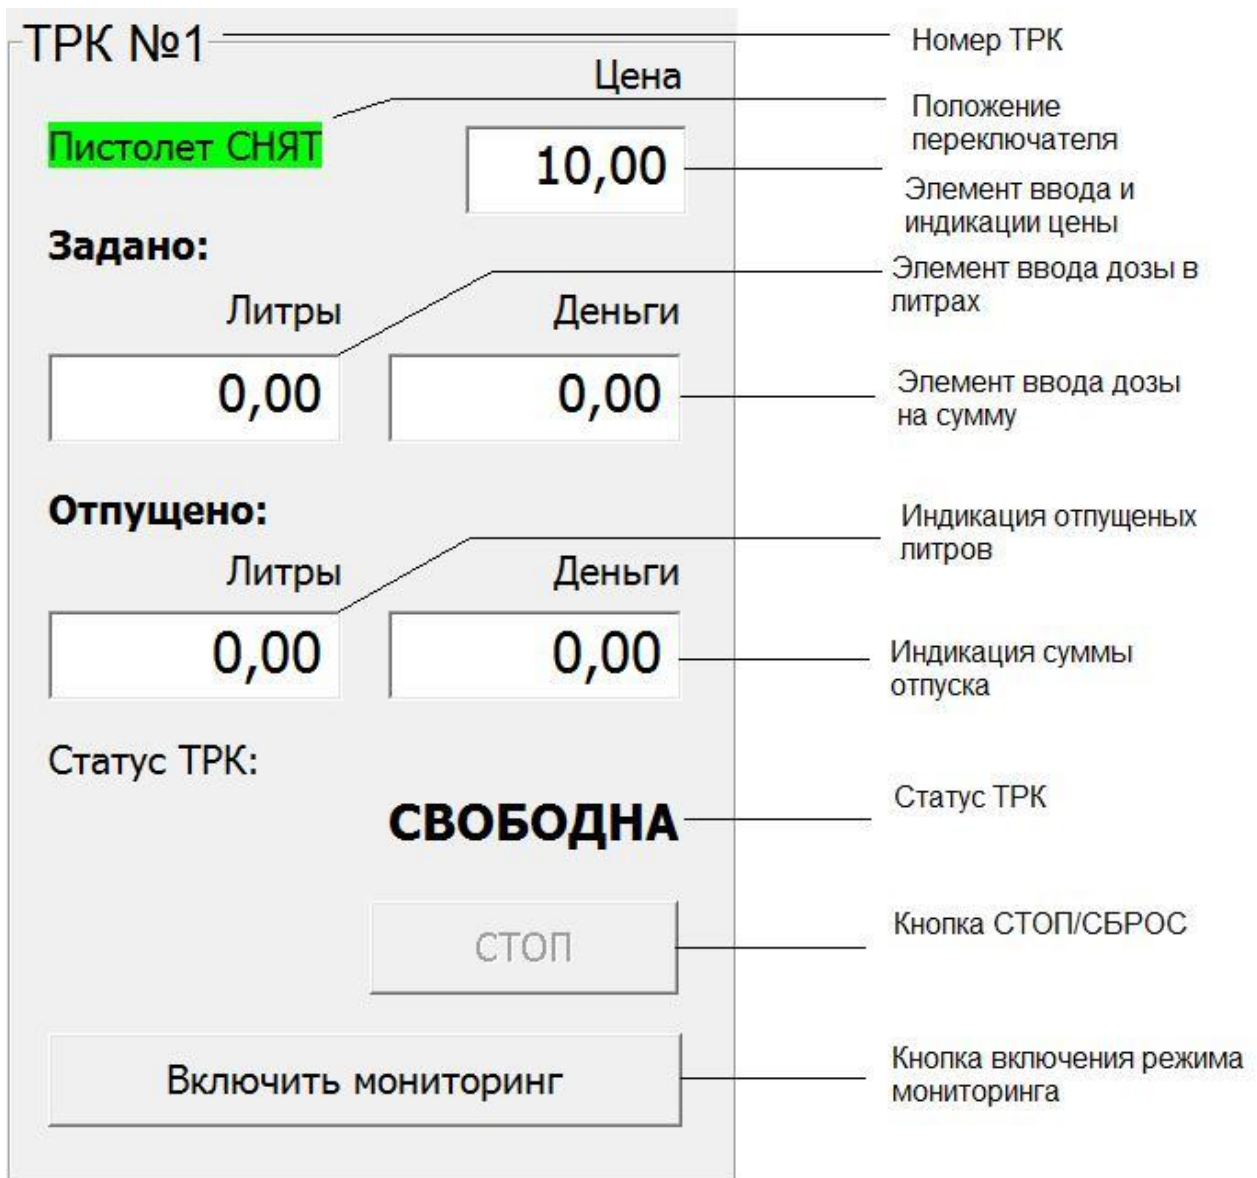 ТРК №1
Номер ТРК
Цена
Пистолет СНЯТ
Положение
переключателя
10,00
Элемент ввода и
индикации цены
Задано:
Элемент ввода дозы в
литрах
Литры
Деньги
0,00
0,00
Элемент ввода дозы
на сумму
Отпущено:
Индикация отпущеных
литров
Литры
Деньги
0,00
0,00
Индикация суммы
отпуска
Статус ТРК:
СВОБОДНА
Статус ТРК
СТОП
Кнопка СТОП/СБРОС
Включить мониторинг
Кнопка включения режима
мониторинга